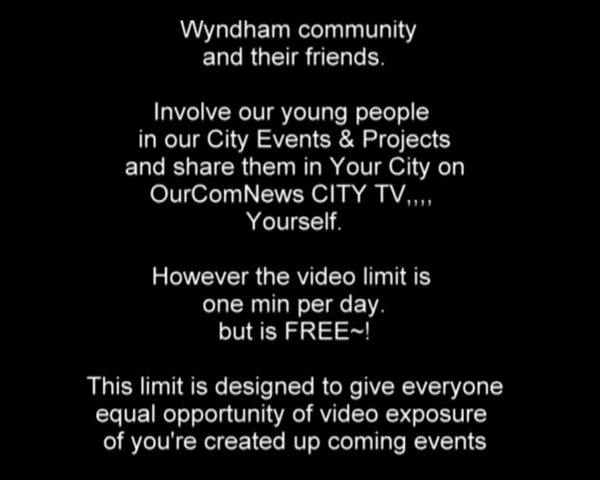 Wyndham community
and their friends.
Involve our young people
in our City Events & Projects
and share them in Your City on
OurComNews CITY TV,,,,
Yourself.
However the video limit is
one min per day.
but is FREE~!
This limit is designed to give everyone
equal opportunity of video exposure
of you're created up coming events